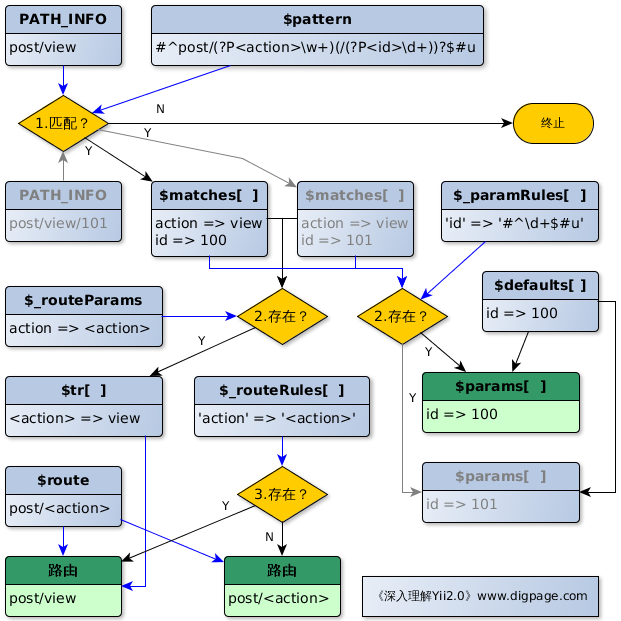 PATH_INFO
post/view
$pattern
#^post/(?P<action>\w+)(/(?P<id>\d+))?$#u
N
1.匹配？
终止
Y
Y
PATH_INFO
post/view/101
$matches[ ]
action => view
id => 100
$matches[ ]
action => view
id => 101
$_paramRules[ ]
'id' => '#^\d+$#u'
$_routeParams
action => <action>
2.存在？
2.存在？
$defaults[ ]
id => 100
Y
Y
$tr[ ]
<action> => view
$_routeRules[ ]
'action' => '<action>'
Y
$params[ ]
id => 100
$route
post/<action>
3.存在？
$params[ ]
id => 101
Y
N
路由
post/view
路由
post/<action>
《深入理解Yii2.0》www.digpage.com